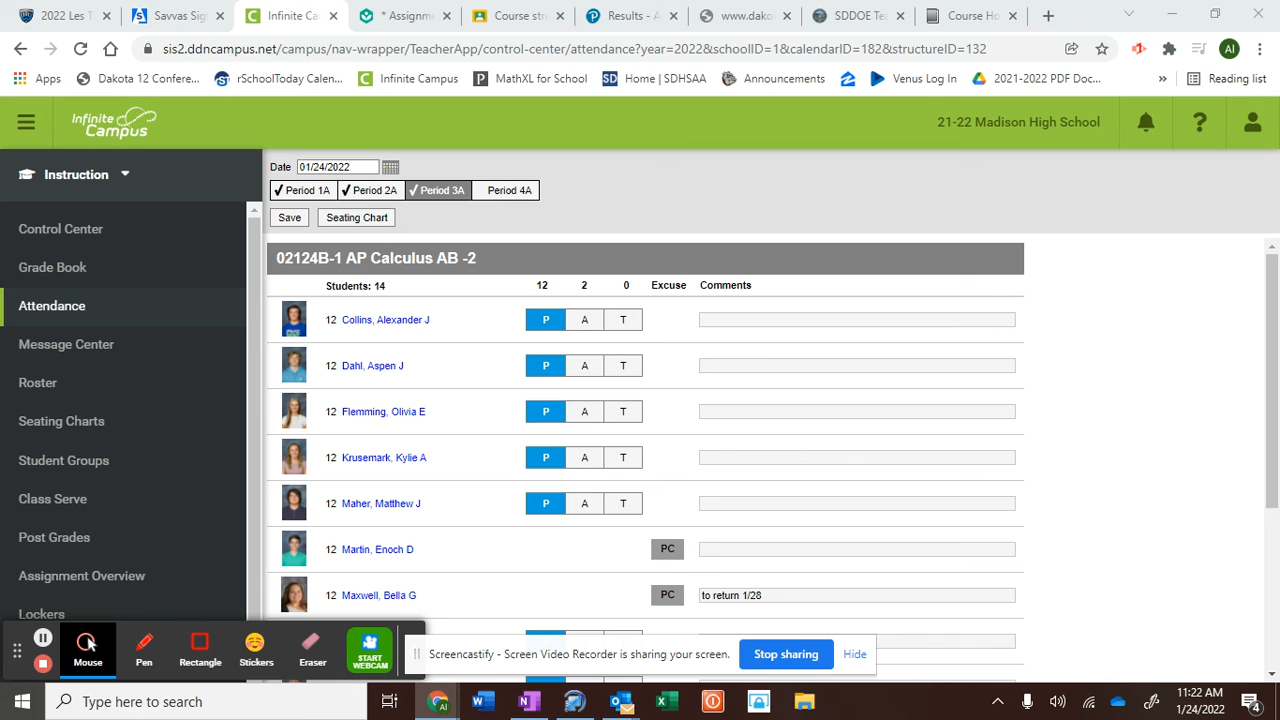 2022 Les T
Savvas Sig
Infinite Ca
* Assignm
Course str
Results - A
www.dako
SDDOE Te
Course Ho
sis2.ddncampus.net/campus/nav-wrapper/TeacherApp/control-center/attendance?year=2022&schoolID=1&calendarID=182&structureID=132
AI
Apps
Dakota 12 Confere...
rSchoolToday Calen...
Infinite Campus
MathXL for School
Home | SDHSAA
Announcements
Venus Log In
2021-2022 PDF Doc...
»
Reading list
Infinite Campus
21-22 Madison High School
Instruction
Control Center
Grade Book
Attendance
Message Center
Roster
Seating Charts
Student Groups
Class Serve
Post Grades
Assignment Overview
Lockers
Date 01/24/2022
Period 1A Period 2A Period 3A Period 4A
Save Seating Chart
02124B-1 AP Calculus AB -2
Students: 14 12 2 0 Excuse Comments
12 Collins, Alexander J P A T
12 Dahl, Aspen J P A T
12 Flemming, Olivia E P A T
12 Krusemark, Kylie A P A T
12 Maher, Matthew J P A T
12 Martin, Enoch D PC
12 Maxwell, Bella G PC to return 1/28
Mouse Pen Rectangle Stickers Eraser START WEBCAM
Screencastify - Screen Video Recorder is sharing your screen. Stop sharing Hide
Type here to search
11:22 AM
1/24/2022
4